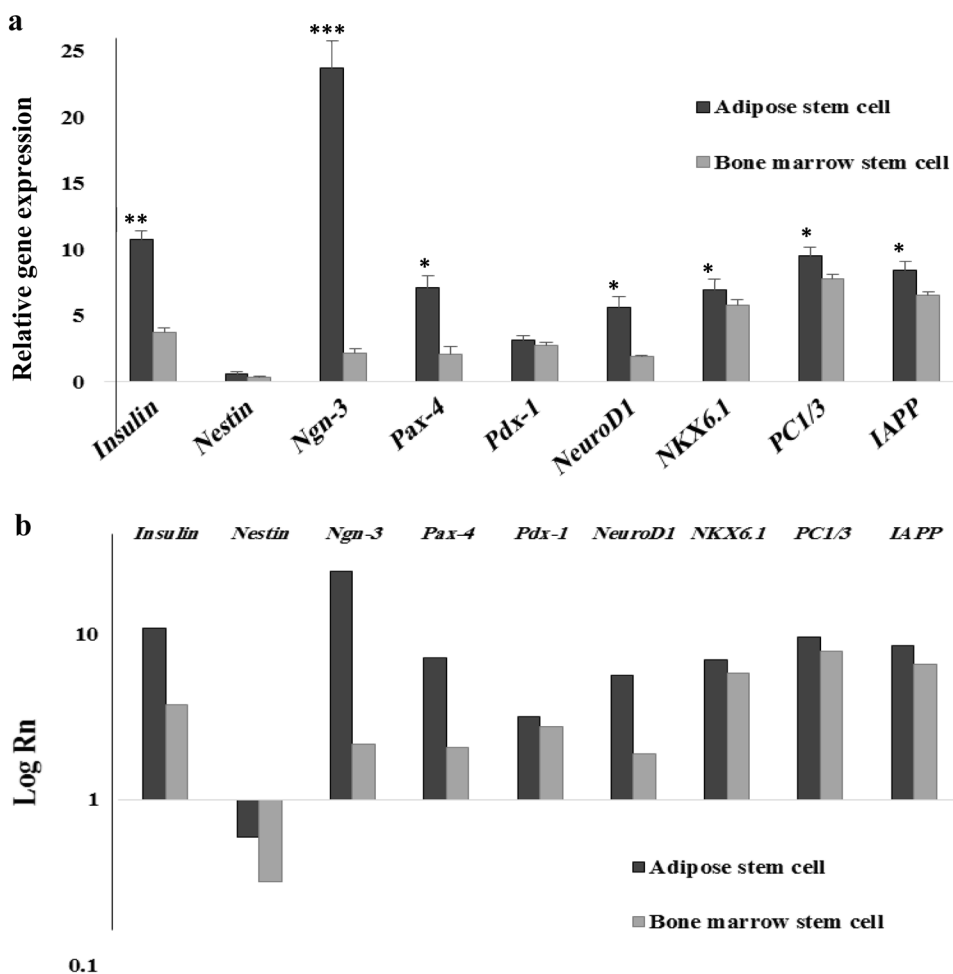 a
Relative gene expression
25
20
15
10
5
0
**
***
*
*
*
*
*
Adipose stem cell
Bone marrow stem cell
Insulin
Nestin
Ngn-3
Pax-4
Pdx-1
NeuroD1
NKX6.1
PC1/3
IAPP
b
Insulin Nestin Ngn-3 Pax-4 Pdx-1 NeuroD1 NKX6.1 PC1/3 IAPP
Log Rn
10
1
0.1
Adipose stem cell
Bone marrow stem cell